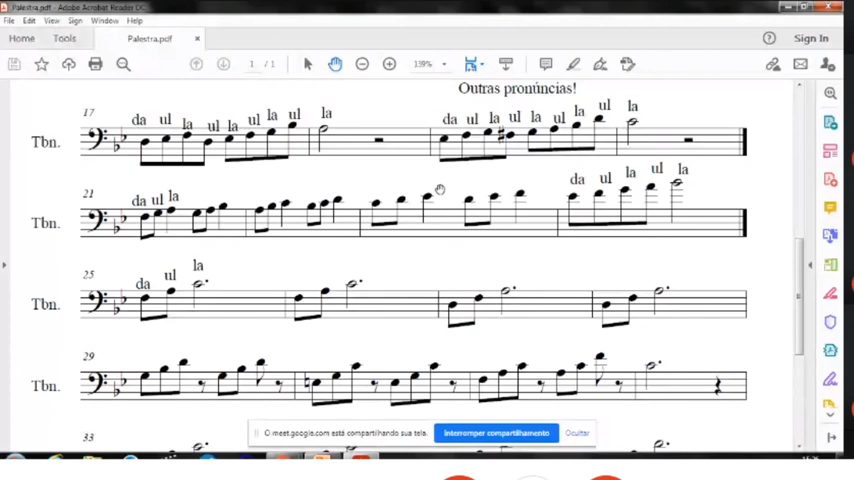 Palestra.pdf - Adobe Acrobat Reader DC
File Edit View Sign Window Help
Home Tools Palestra.pdf × Sign In
1 / 1 139%
Outras pronúncias!
17
da ul la ul la ul la ul la
da ul la ul la ul la ul la
Tbn.
21
da ul la
da ul la ul la
Tbn.
25
da ul la
Tbn.
29
Tbn.
33
O meet.google.com está compartilhando sua tela. Interromper compartilhamento Ocultar